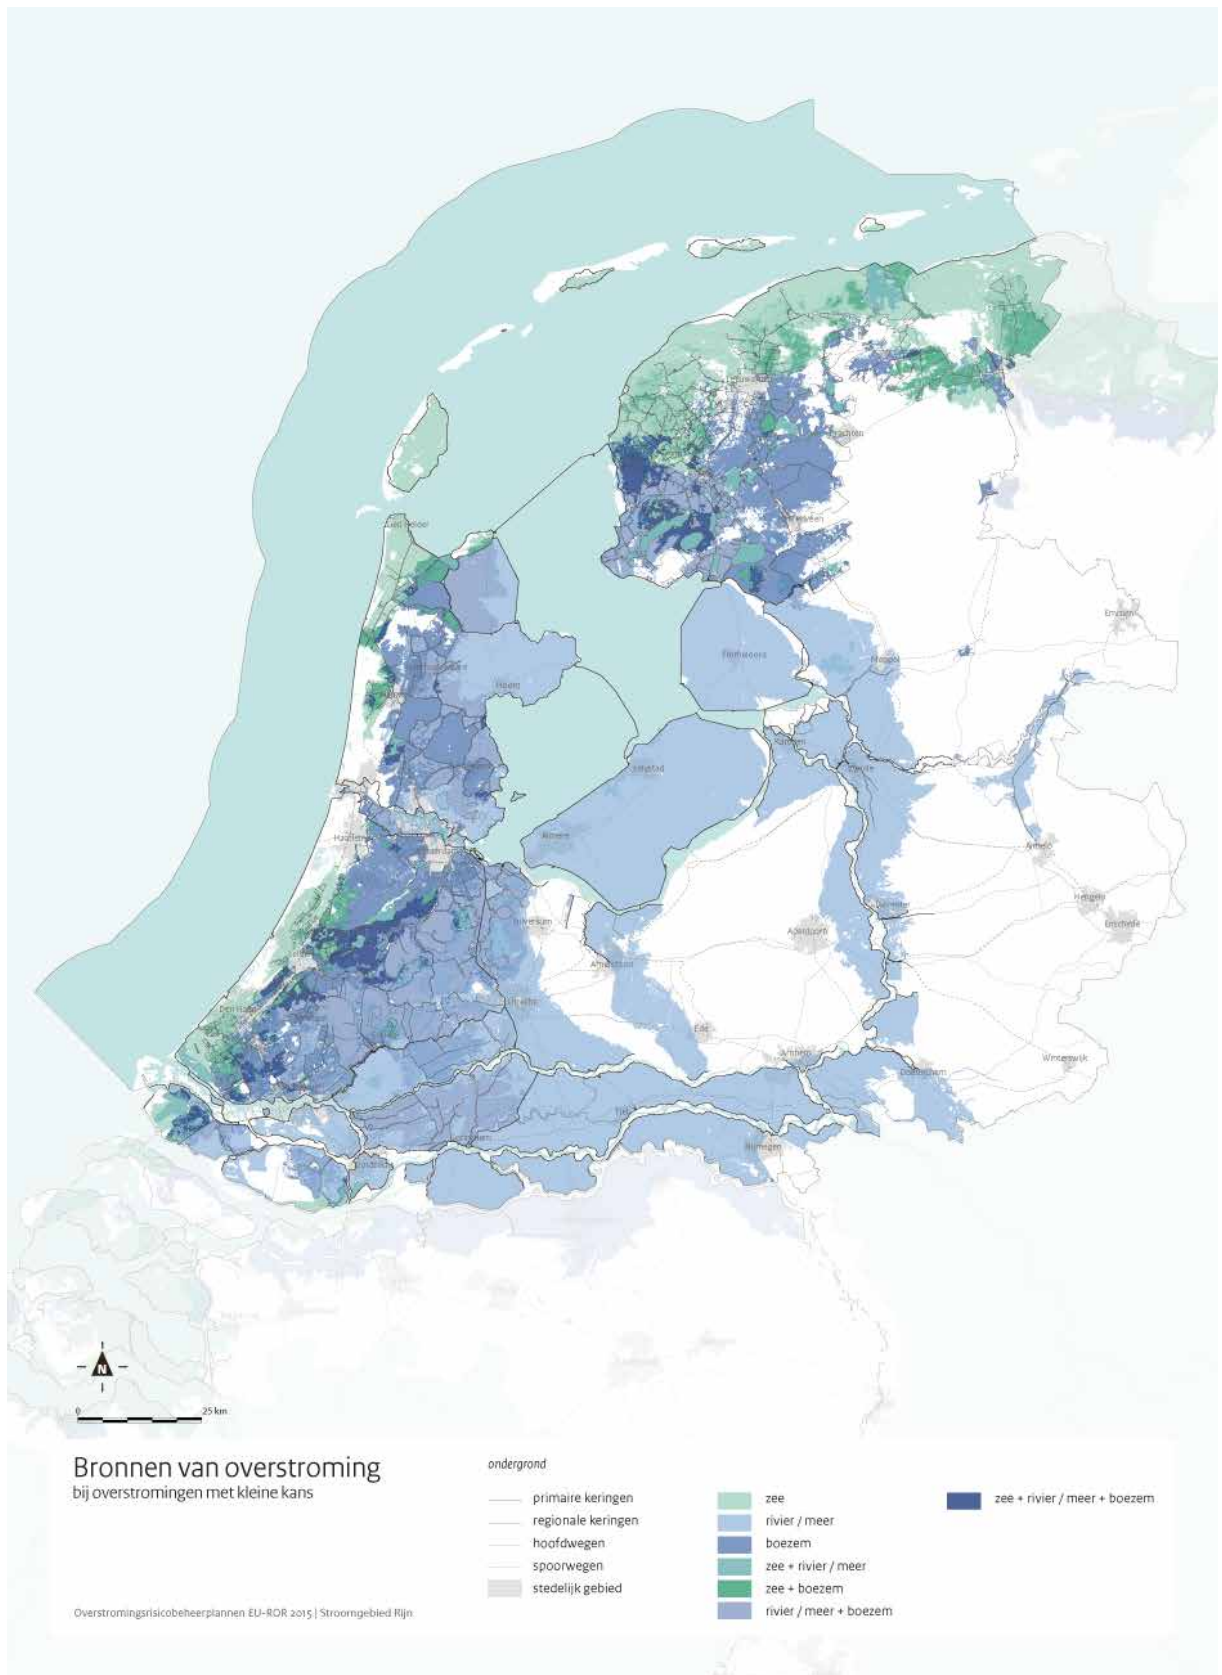 Den Helder
Drachten
Heerenveen
Emmen
Emmeloord
Meppel
Hoorn
Kampen
Zwolle
Lelystad
Almere
Haarlem
Almelo
Hengelo
Enschede
Deventer
Hilversum
Apeldoorn
Amersfoort
Utrecht
Den Haag
Ede
Arnhem
Winterswijk
Doetinchem
Tiel
Gorinchem
Nijmegen
Dordrecht
N
0 25 km
Bronnen van overstroming
bij overstromingen met kleine kans
ondergrond
primaire keringen
regionale keringen
hoofdwegen
spoorwegen
stedelijk gebied
zee
rivier / meer
boezem
zee + rivier / meer
zee + boezem
rivier / meer + boezem
zee + rivier / meer + boezem
Overstromingsrisicobeheerplannen EU-ROR 2015 | Stroomgebied Rijn